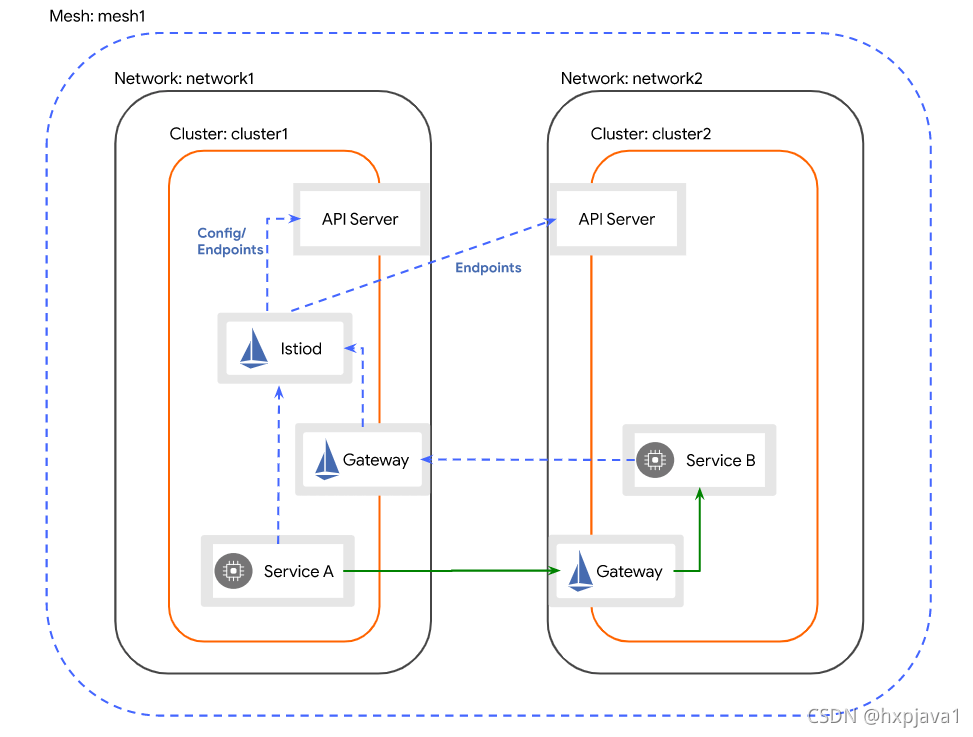 Mesh: mesh1
Network: network1
Network: network2
Cluster: cluster1
Cluster: cluster2
API Server
API Server
Config/
Endpoints
Endpoints
Istiod
Gateway
Service B
Service A
Gateway
CSDN @hxpjava1